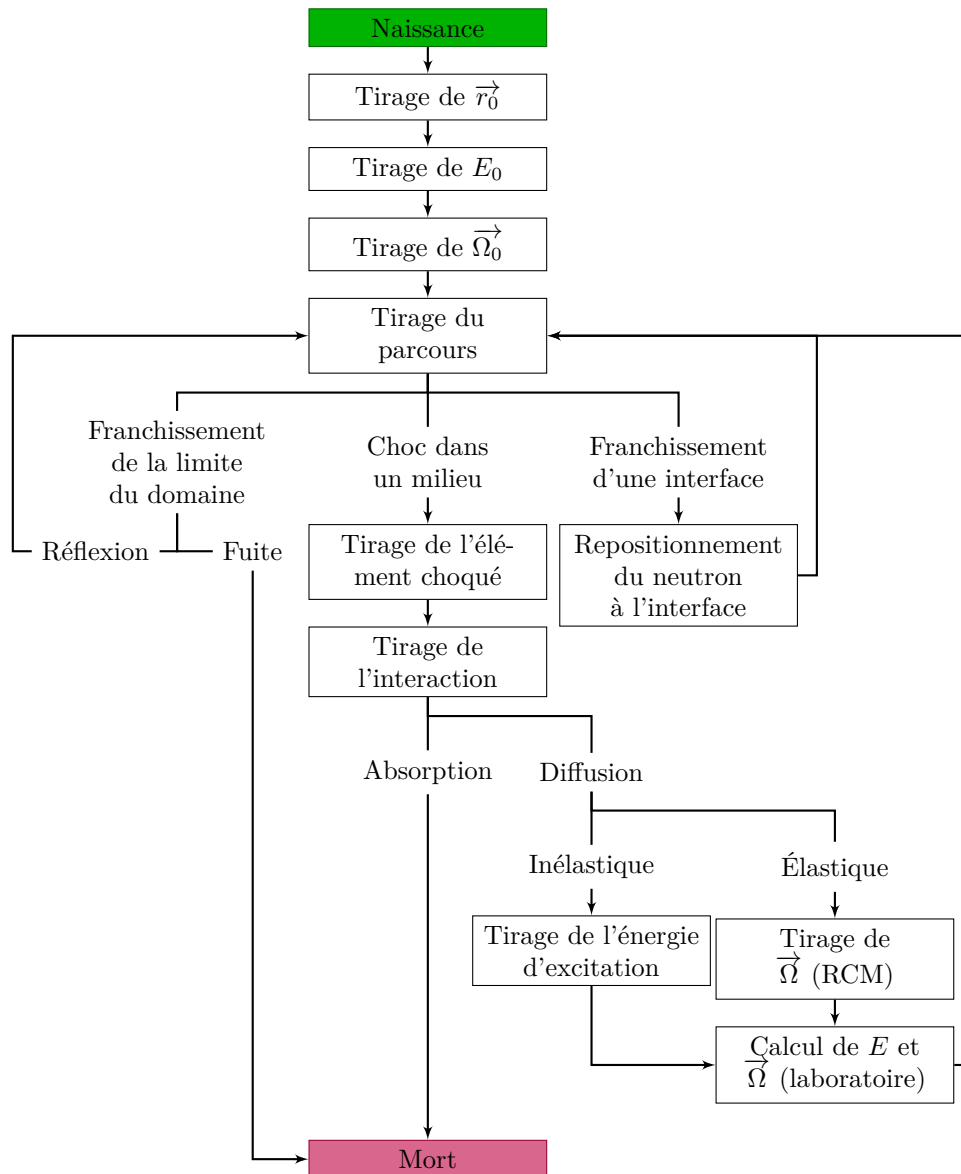 Naissance
Tirage de $\overrightarrow{r_0}$
Tirage de $E_0$
Tirage de $\overrightarrow{\Omega_0}$
Tirage du
parcours
Franchissement
de la limite
du domaine
Choc dans
un milieu
Franchissement
d'une interface
Réflexion
Fuite
Tirage de l'élé-
ment choqué
Repositionnement
du neutron
à l'interface
Tirage de
l'interaction
Absorption
Diffusion
Inélastique
Élastique
Tirage de l'énergie
d'excitation
Tirage de
$\overrightarrow{\Omega}$ (RCM)
Calcul de $E$ et
$\overrightarrow{\Omega}$ (laboratoire)
Mort